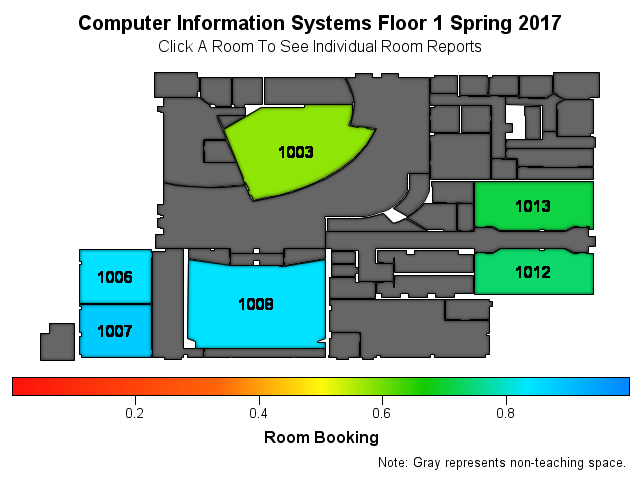 Computer Information Systems Floor 1 Spring 2017
Click A Room To See Individual Room Reports
1003
1013
1012
1006
1008
1007
0.2 0.4 0.6 0.8
Room Booking
Note: Gray represents non-teaching space.